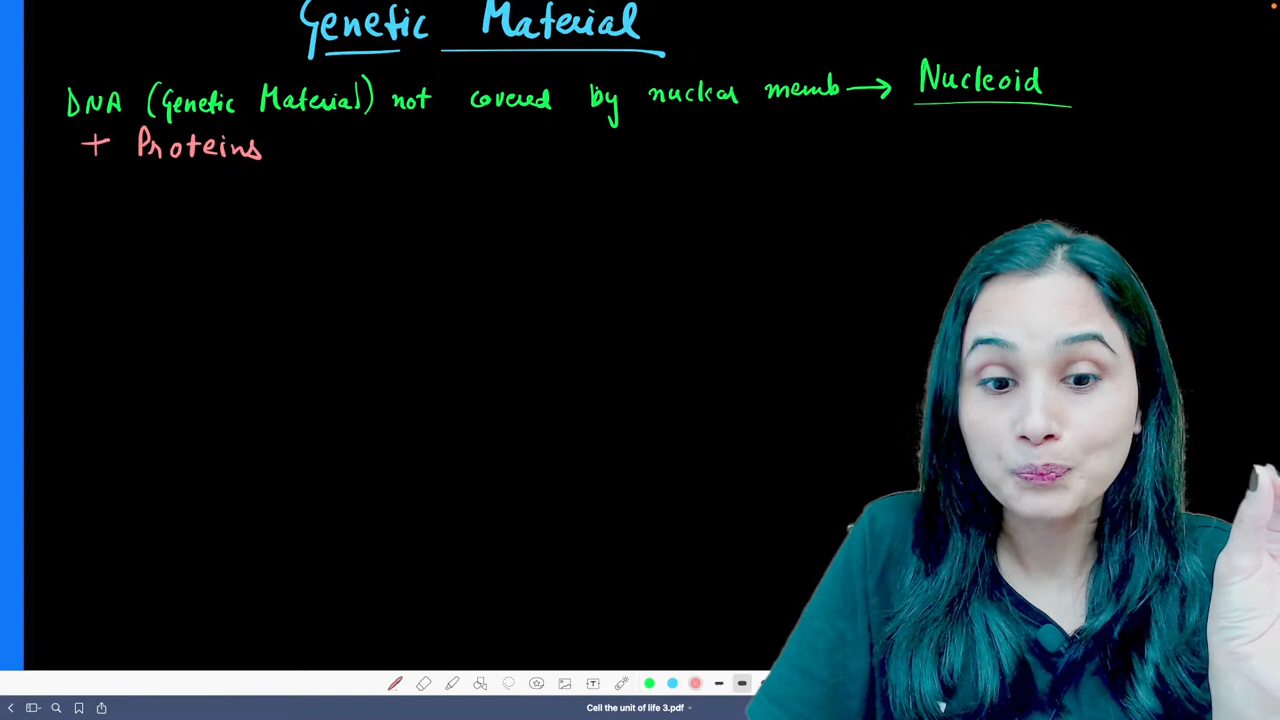 Genetic Material
DNA (Genetic Material) not covered by nuclear memb → Nucleoid
+ Proteins
Cell the unit of life 3.pdf